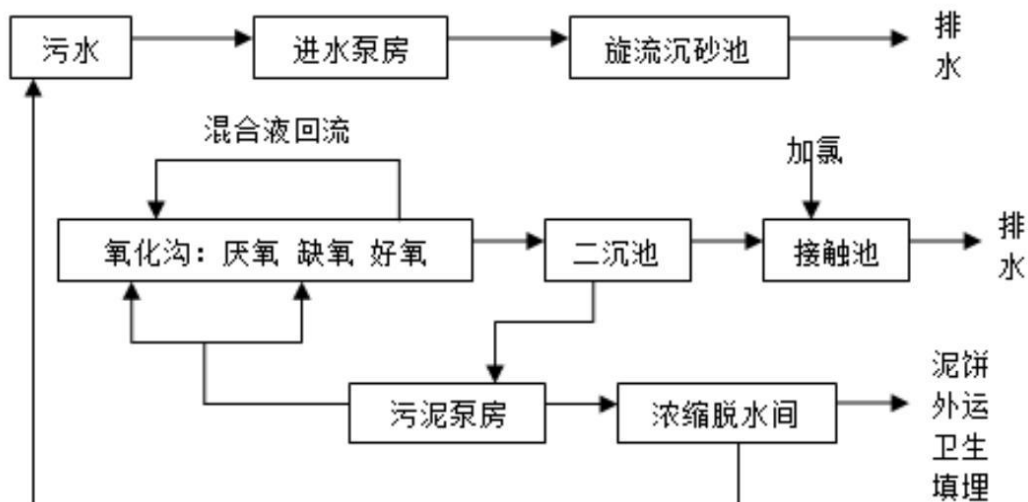 污水
进水泵房
旋流沉砂池
排
水
混合液回流
加氯
氧化沟：厌氧 缺氧 好氧
二沉池
接触池
排
水
污泥泵房
浓缩脱水间
泥饼
外运
卫生
填埋